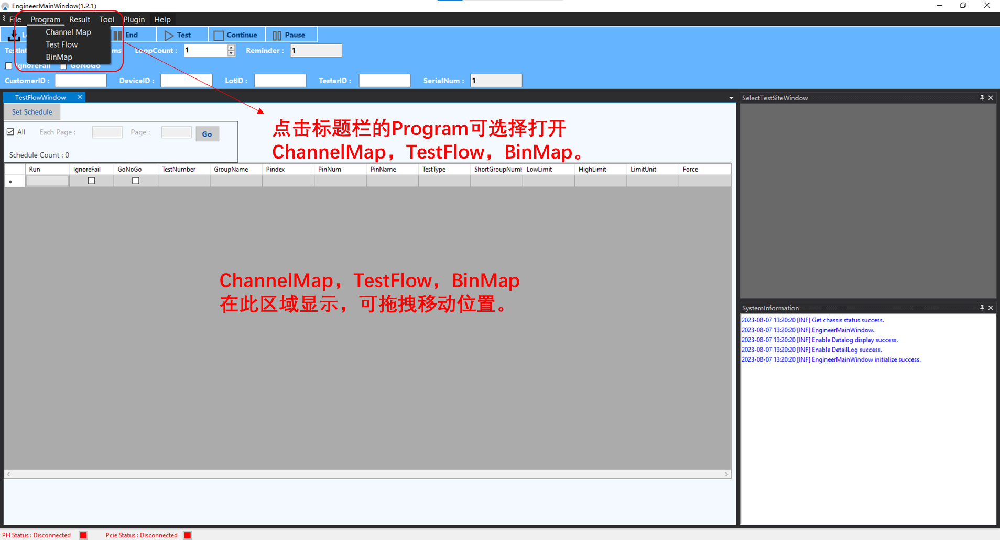 EngineerMainWindow(1.2.1)
File Program Result Tool Plugin Help
Channel Map
Test Flow
BinMap
End Test Continue Pause
ms LoopCount : 1 Reminder : 1
IgnoreFail GoNoGo
CustomerID : DeviceID : LotID : TesterID : SerialNum : 1
TestFlowWindow
Set Schedule
All Each Page : Page : Go
Schedule Count : 0
点击标题栏的Program可选择打开
ChannelMap，TestFlow，BinMap。
Run IgnoreFail GoNoGo TestNumber GroupName Pindex PinNum PinName TestType ShortGroupNumb LowLimit HighLimit LimitUnit Force
ChannelMap，TestFlow，BinMap
在此区域显示，可拖拽移动位置。
SelectTestSiteWindow
SystemInformation
2023-08-07 13:20:20 [INF] Get chassis status success.
2023-08-07 13:20:20 [INF] EngineerMainWindow.
2023-08-07 13:20:20 [INF] Enable Datalog display success.
2023-08-07 13:20:20 [INF] Enable DetailLog success.
2023-08-07 13:20:20 [INF] EngineerMainWindow initialize success.
PH Status : Disconnected Pcie Status : Disconnected